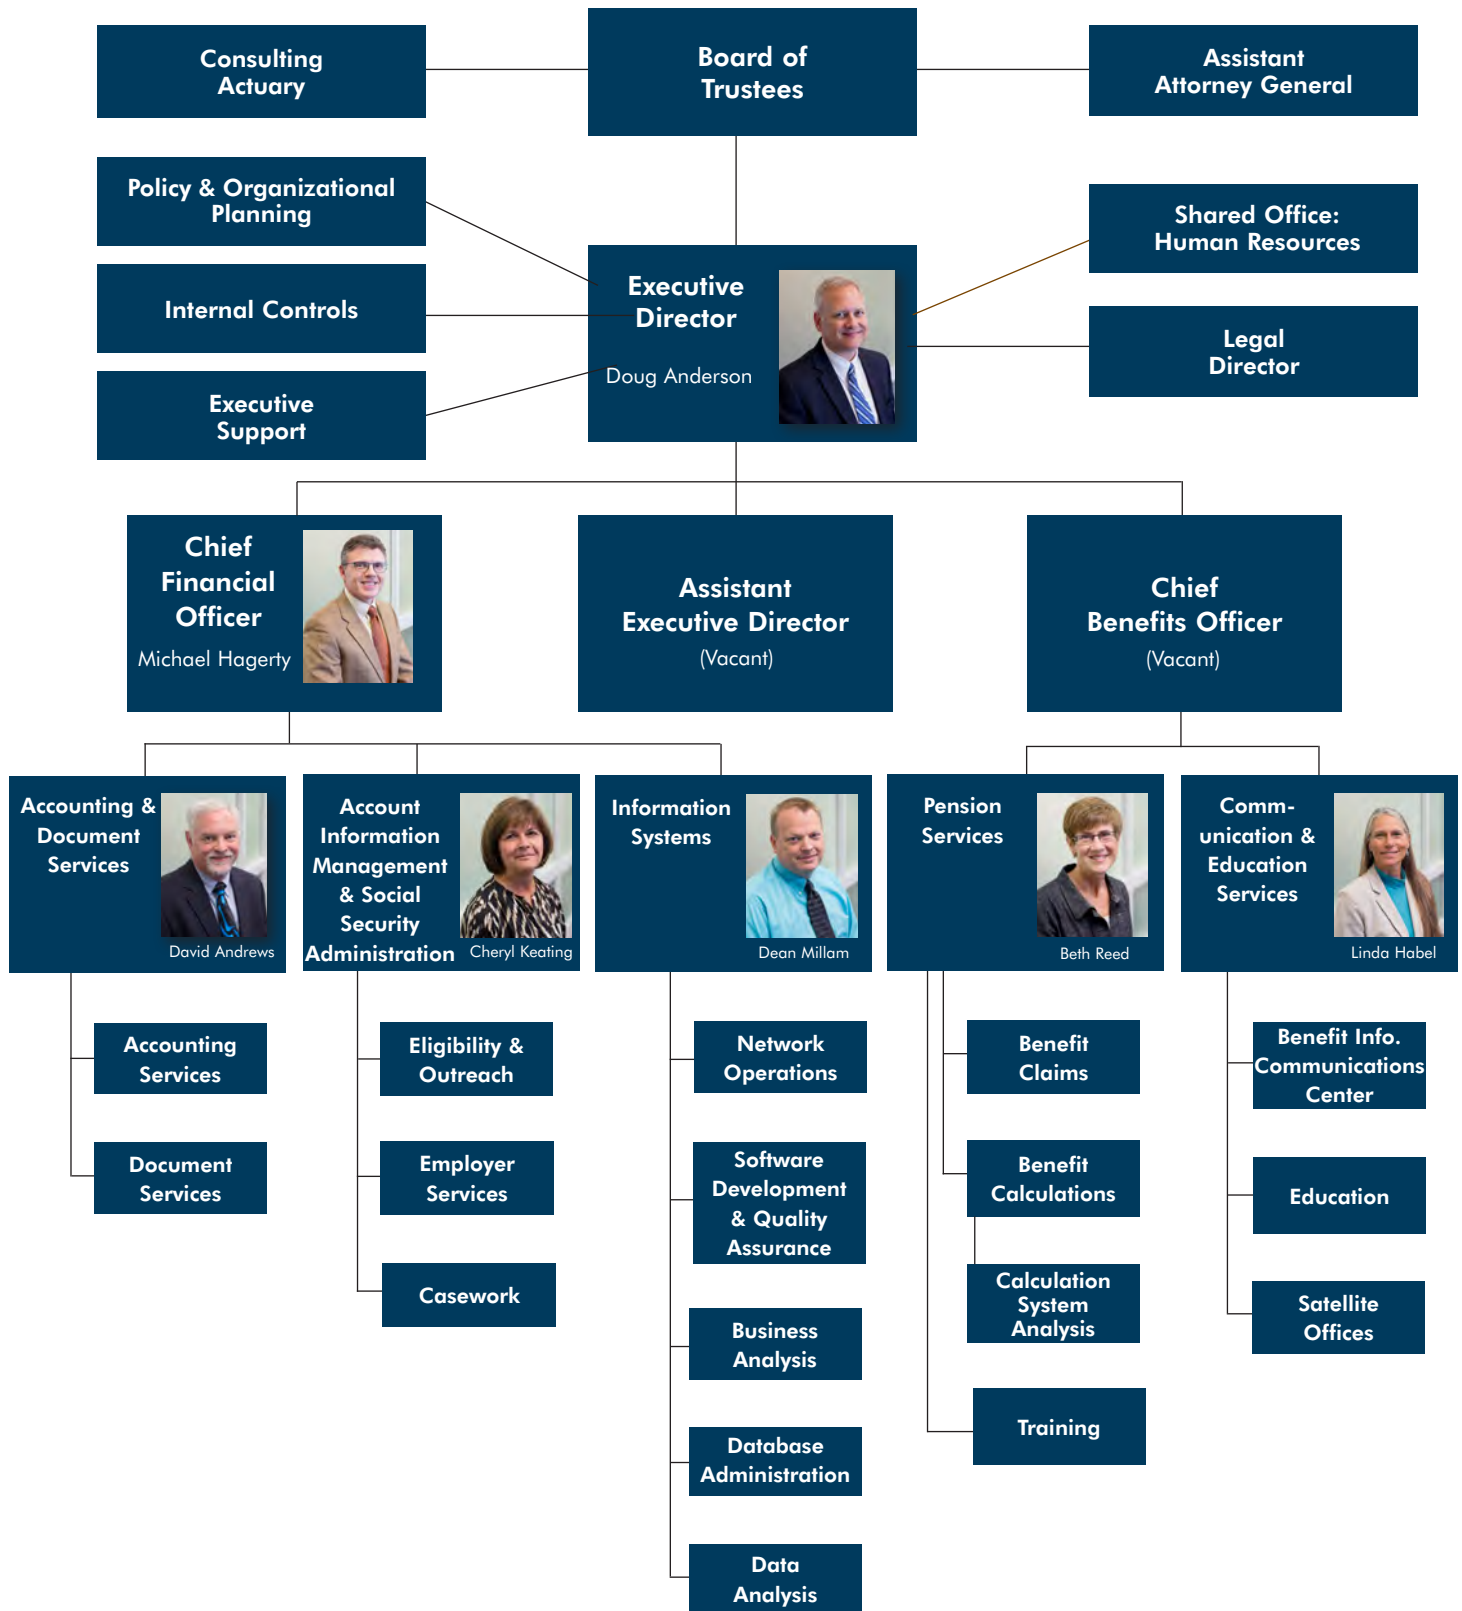 Consulting
Actuary
Board of
Trustees
Assistant
Attorney General
Policy & Organizational
Planning
Shared Office:
Human Resources
Internal Controls
Executive
Director
Doug Anderson
Legal
Director
Executive
Support
Chief
Financial
Officer
Michael Hagerty
Assistant
Executive Director
(Vacant)
Chief
Benefits Officer
(Vacant)
Accounting &
Document
Services
David Andrews
Account
Information
Management
& Social
Security
Administration
Cheryl Keating
Information
Systems
Dean Millam
Pension
Services
Beth Reed
Comm-
unication &
Education
Services
Linda Habel
Accounting
Services
Document
Services
Eligibility &
Outreach
Employer
Services
Casework
Network
Operations
Software
Development
& Quality
Assurance
Business
Analysis
Database
Administration
Data
Analysis
Benefit
Claims
Benefit
Calculations
Calculation
System
Analysis
Training
Benefit Info.
Communications
Center
Education
Satellite
Offices